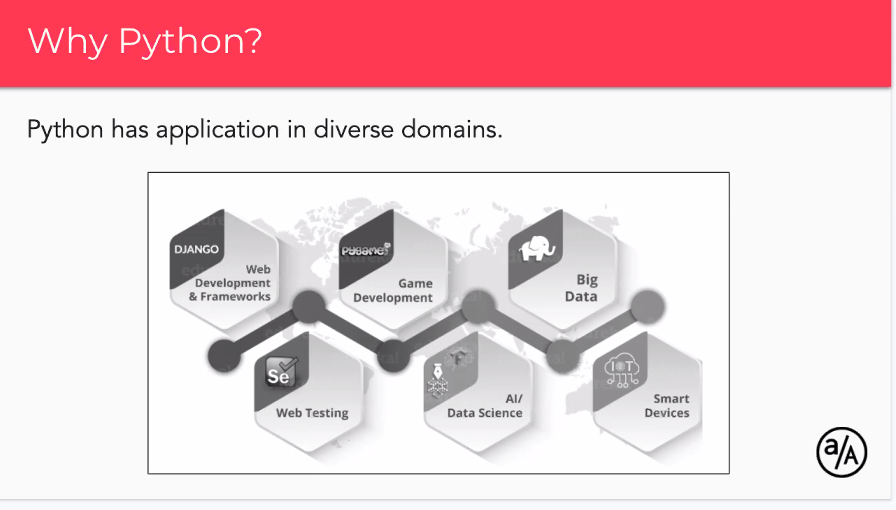 Why Python?
Python has application in diverse domains.
DJANGO
Web
Development
& Frameworks
PYGAME
Game
Development
Big
Data
Se
Web Testing
AI/
Data Science
IoT
Smart
Devices
a/A